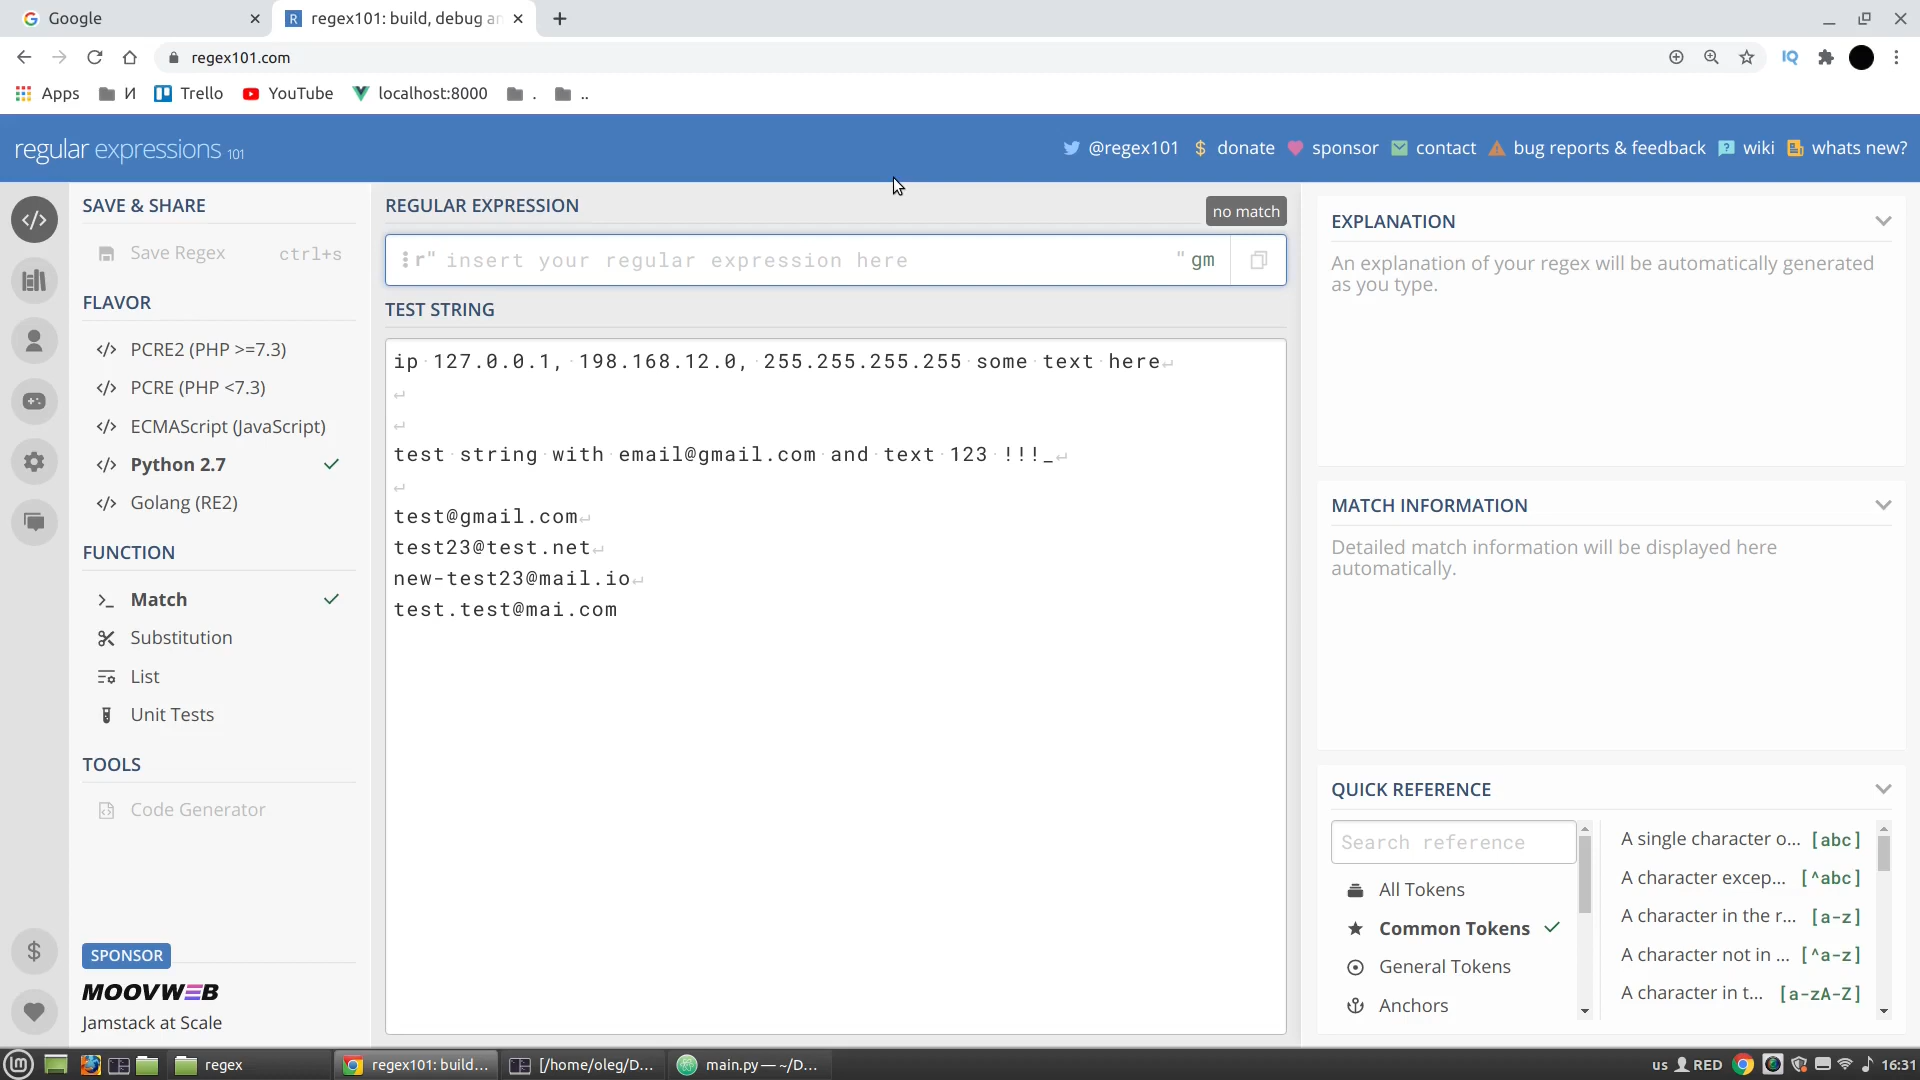 Google
regex101: build, debug an
regex101.com
Apps
И
Trello
YouTube
localhost:8000
.
..
regular expressions 101
@regex101
$ donate
sponsor
contact
bug reports & feedback
wiki
whats new?
SAVE & SHARE
Save Regex ctrl+s
FLAVOR
PCRE2 (PHP >=7.3)
PCRE (PHP <7.3)
ECMAScript (JavaScript)
Python 2.7
Golang (RE2)
FUNCTION
Match
Substitution
List
Unit Tests
TOOLS
Code Generator
SPONSOR
MOOVWEB
Jamstack at Scale
REGULAR EXPRESSION
no match
r" insert your regular expression here " gm
TEST STRING
ip 127.0.0.1, 198.168.12.0, 255.255.255.255 some text here
test string with email@gmail.com and text 123 !!!_
test@gmail.com
test23@test.net
new-test23@mail.io
test.test@mai.com
EXPLANATION
An explanation of your regex will be automatically generated
as you type.
MATCH INFORMATION
Detailed match information will be displayed here
automatically.
QUICK REFERENCE
Search reference
All Tokens
Common Tokens
General Tokens
Anchors
A single character o... [abc]
A character excep... [^abc]
A character in the r... [a-z]
A character not in ... [^a-z]
A character in t... [a-zA-Z]
regex
regex101: build...
[/home/oleg/D...
main.py — ~/D...
us
RED
16:31